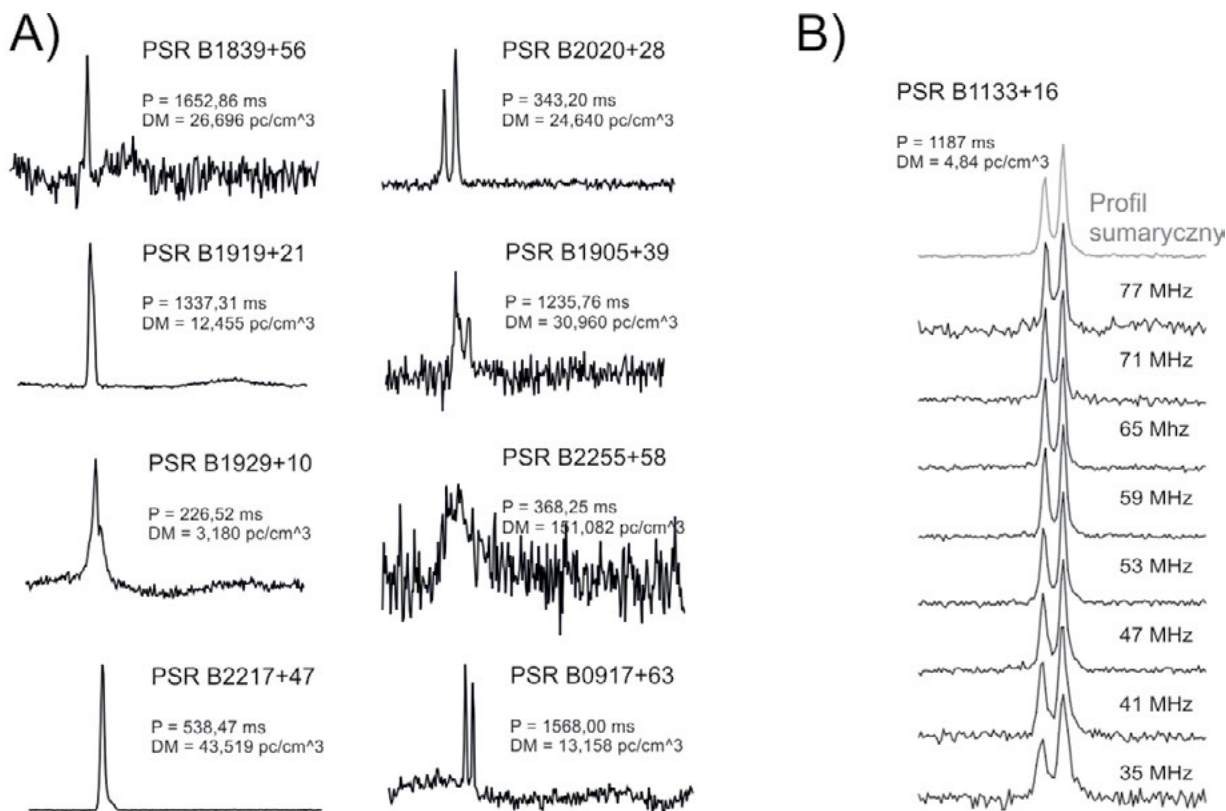 A)
PSR B1839+56
P = 1652,86 ms
DM = 26,696 pc/cm^3
PSR B2020+28
P = 343,20 ms
DM = 24,640 pc/cm^3
PSR B1919+21
P = 1337,31 ms
DM = 12,455 pc/cm^3
PSR B1905+39
P = 1235,76 ms
DM = 30,960 pc/cm^3
PSR B1929+10
P = 226,52 ms
DM = 3,180 pc/cm^3
PSR B2255+58
P = 368,25 ms
DM = 151,082 pc/cm^3
PSR B2217+47
P = 538,47 ms
DM = 43,519 pc/cm^3
PSR B0917+63
P = 1568,00 ms
DM = 13,158 pc/cm^3
B)
PSR B1133+16
P = 1187 ms
DM = 4,84 pc/cm^3
Profil
sumaryczny
77 MHz
71 MHz
65 Mhz
59 MHz
53 MHz
47 MHz
41 MHz
35 MHz